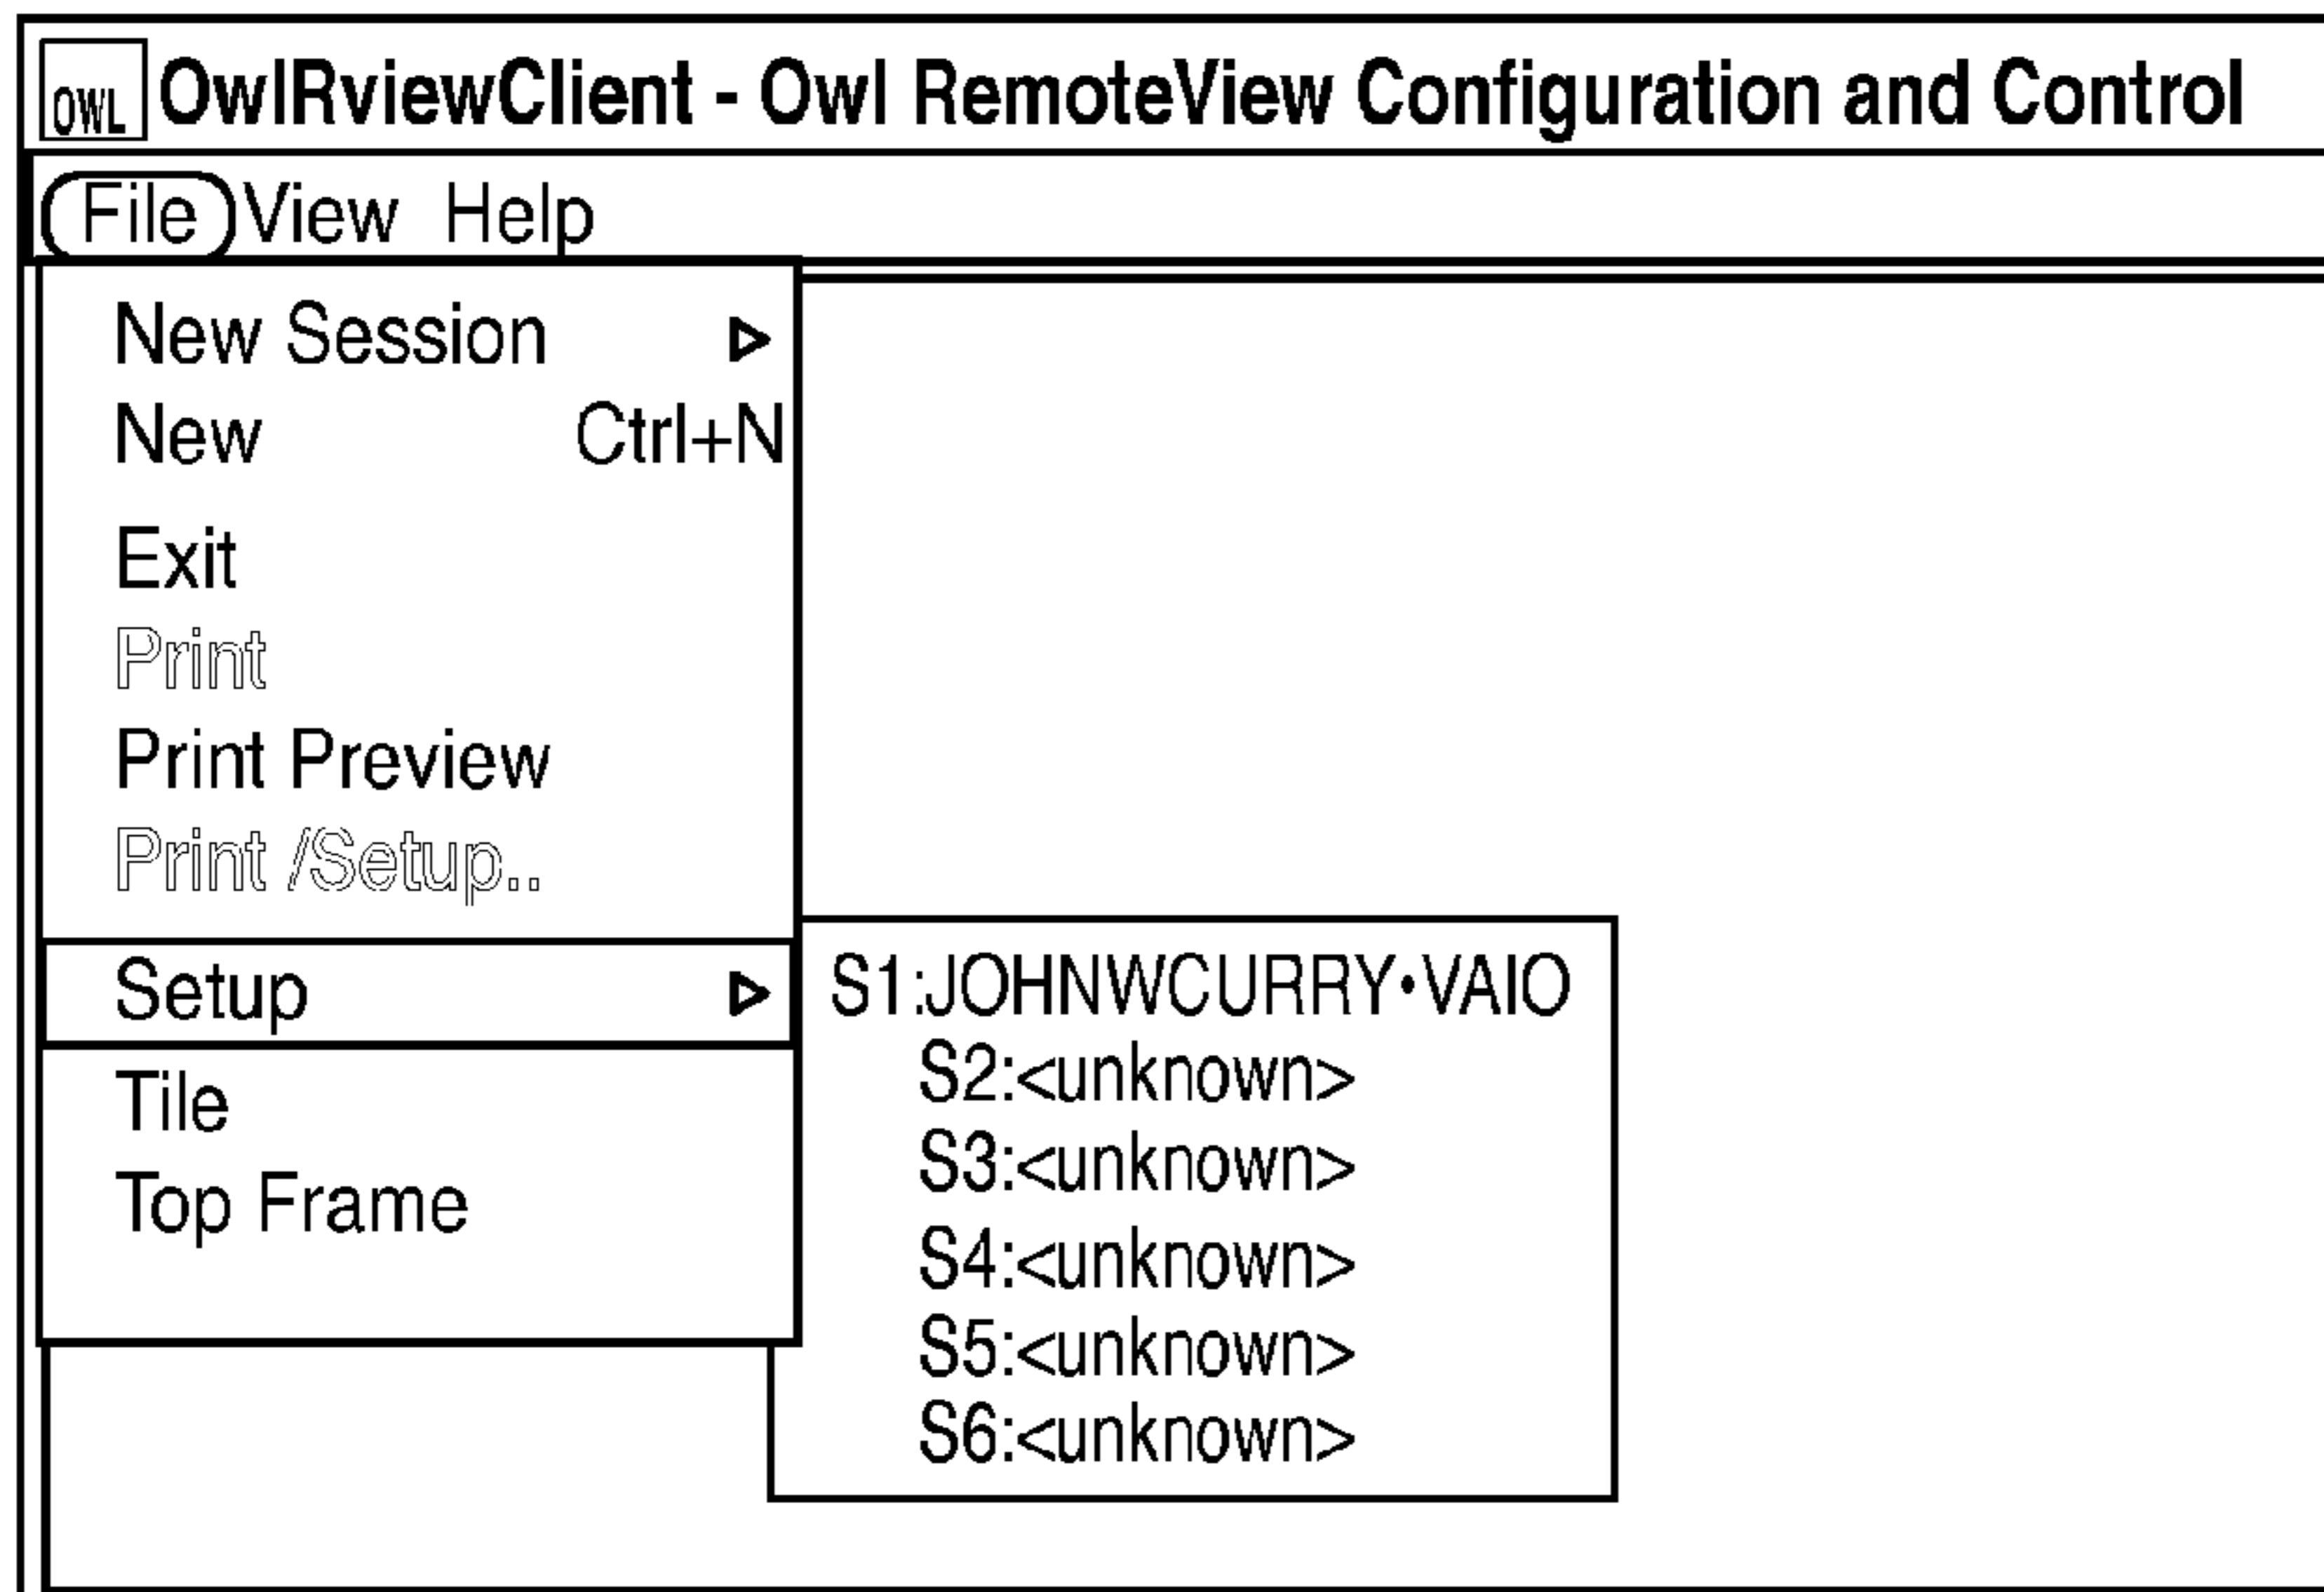 OWL OwlRviewClient - Owl RemoteView Configuration and Control
File View Help
New Session
New Ctrl+N
Exit
Print
Print Preview
Print /Setup..
Setup
Tile
Top Frame
S1:JOHNWCURRY•VAIO
S2:<unknown>
S3:<unknown>
S4:<unknown>
S5:<unknown>
S6:<unknown>